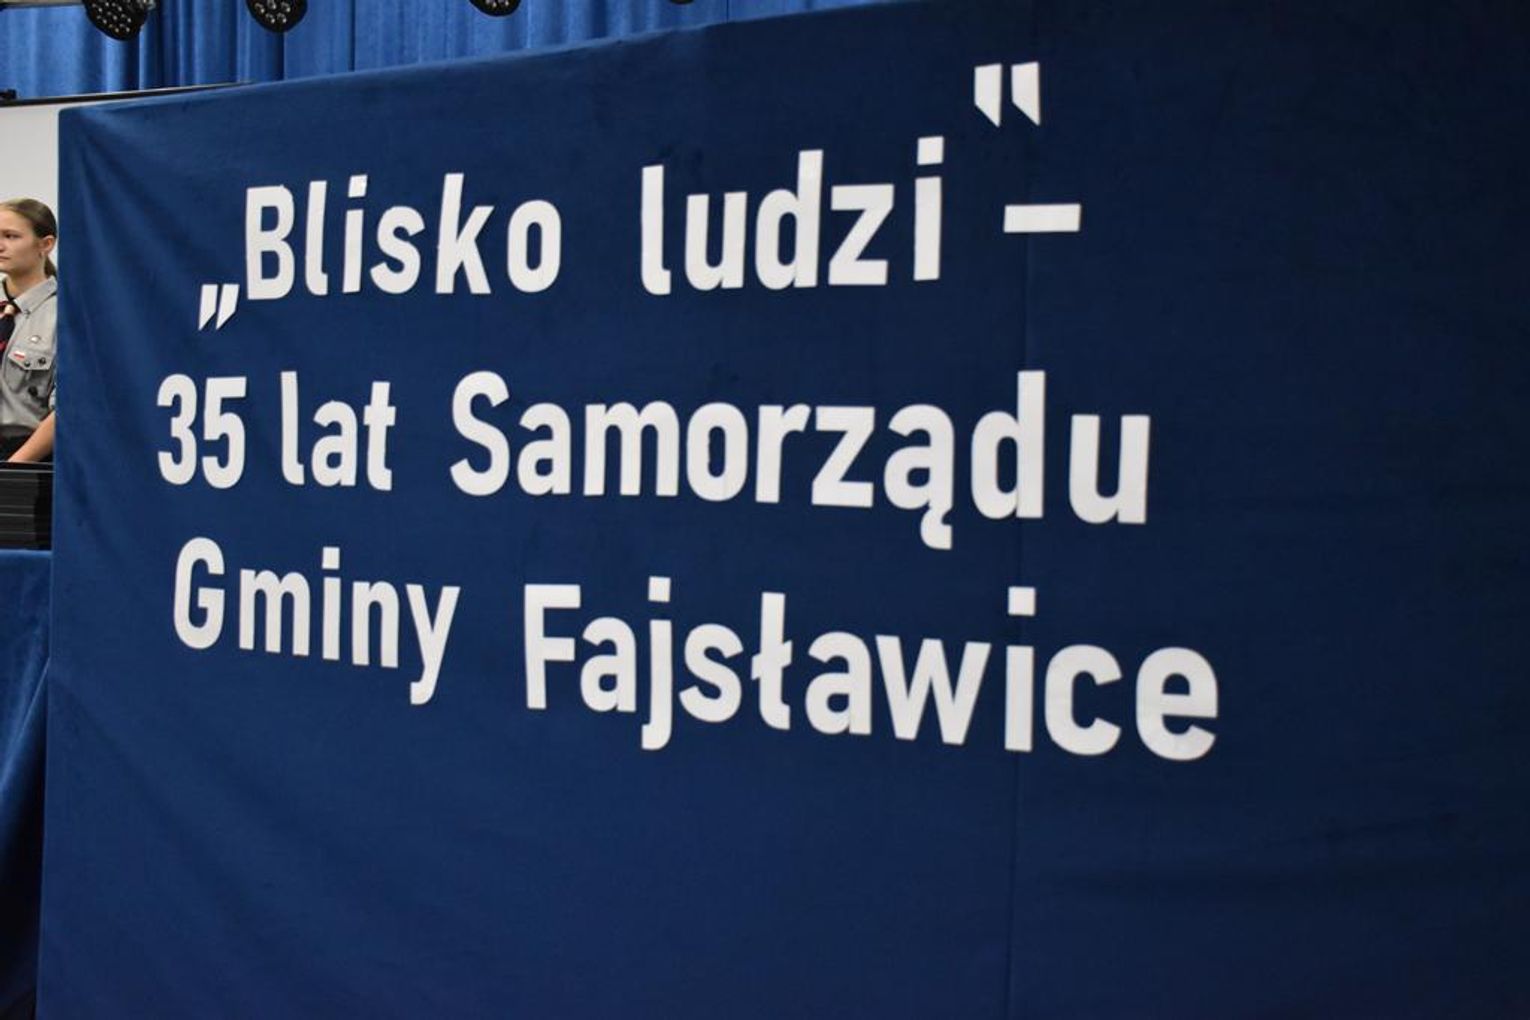 „Blisko ludzi” –
35 lat Samorządu
Gminy Fajsławice